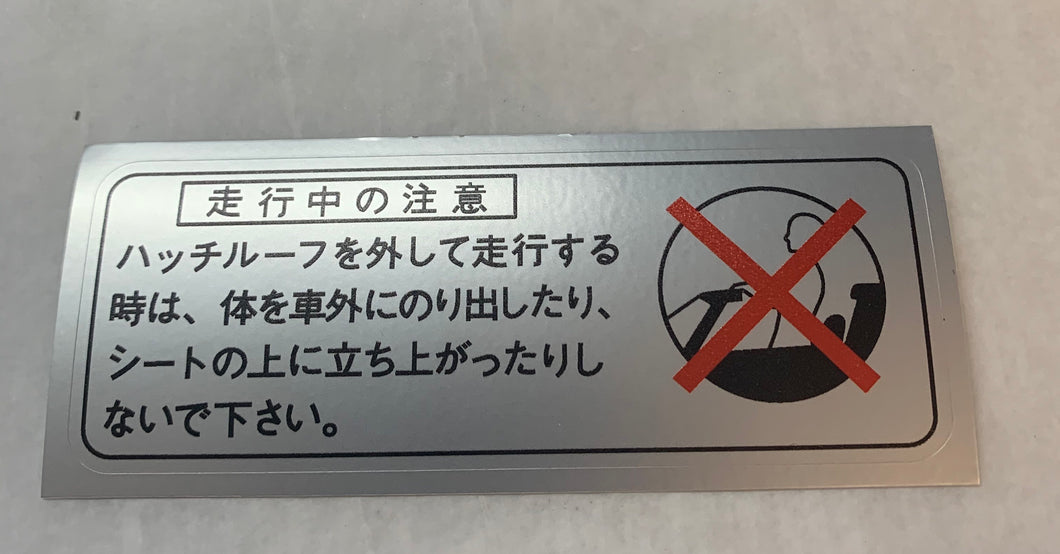 走行中の注意
ハッチルーフを外して走行する
時は、体を車外にのり出したり、
シートの上に立ち上がったりし
ないで下さい。